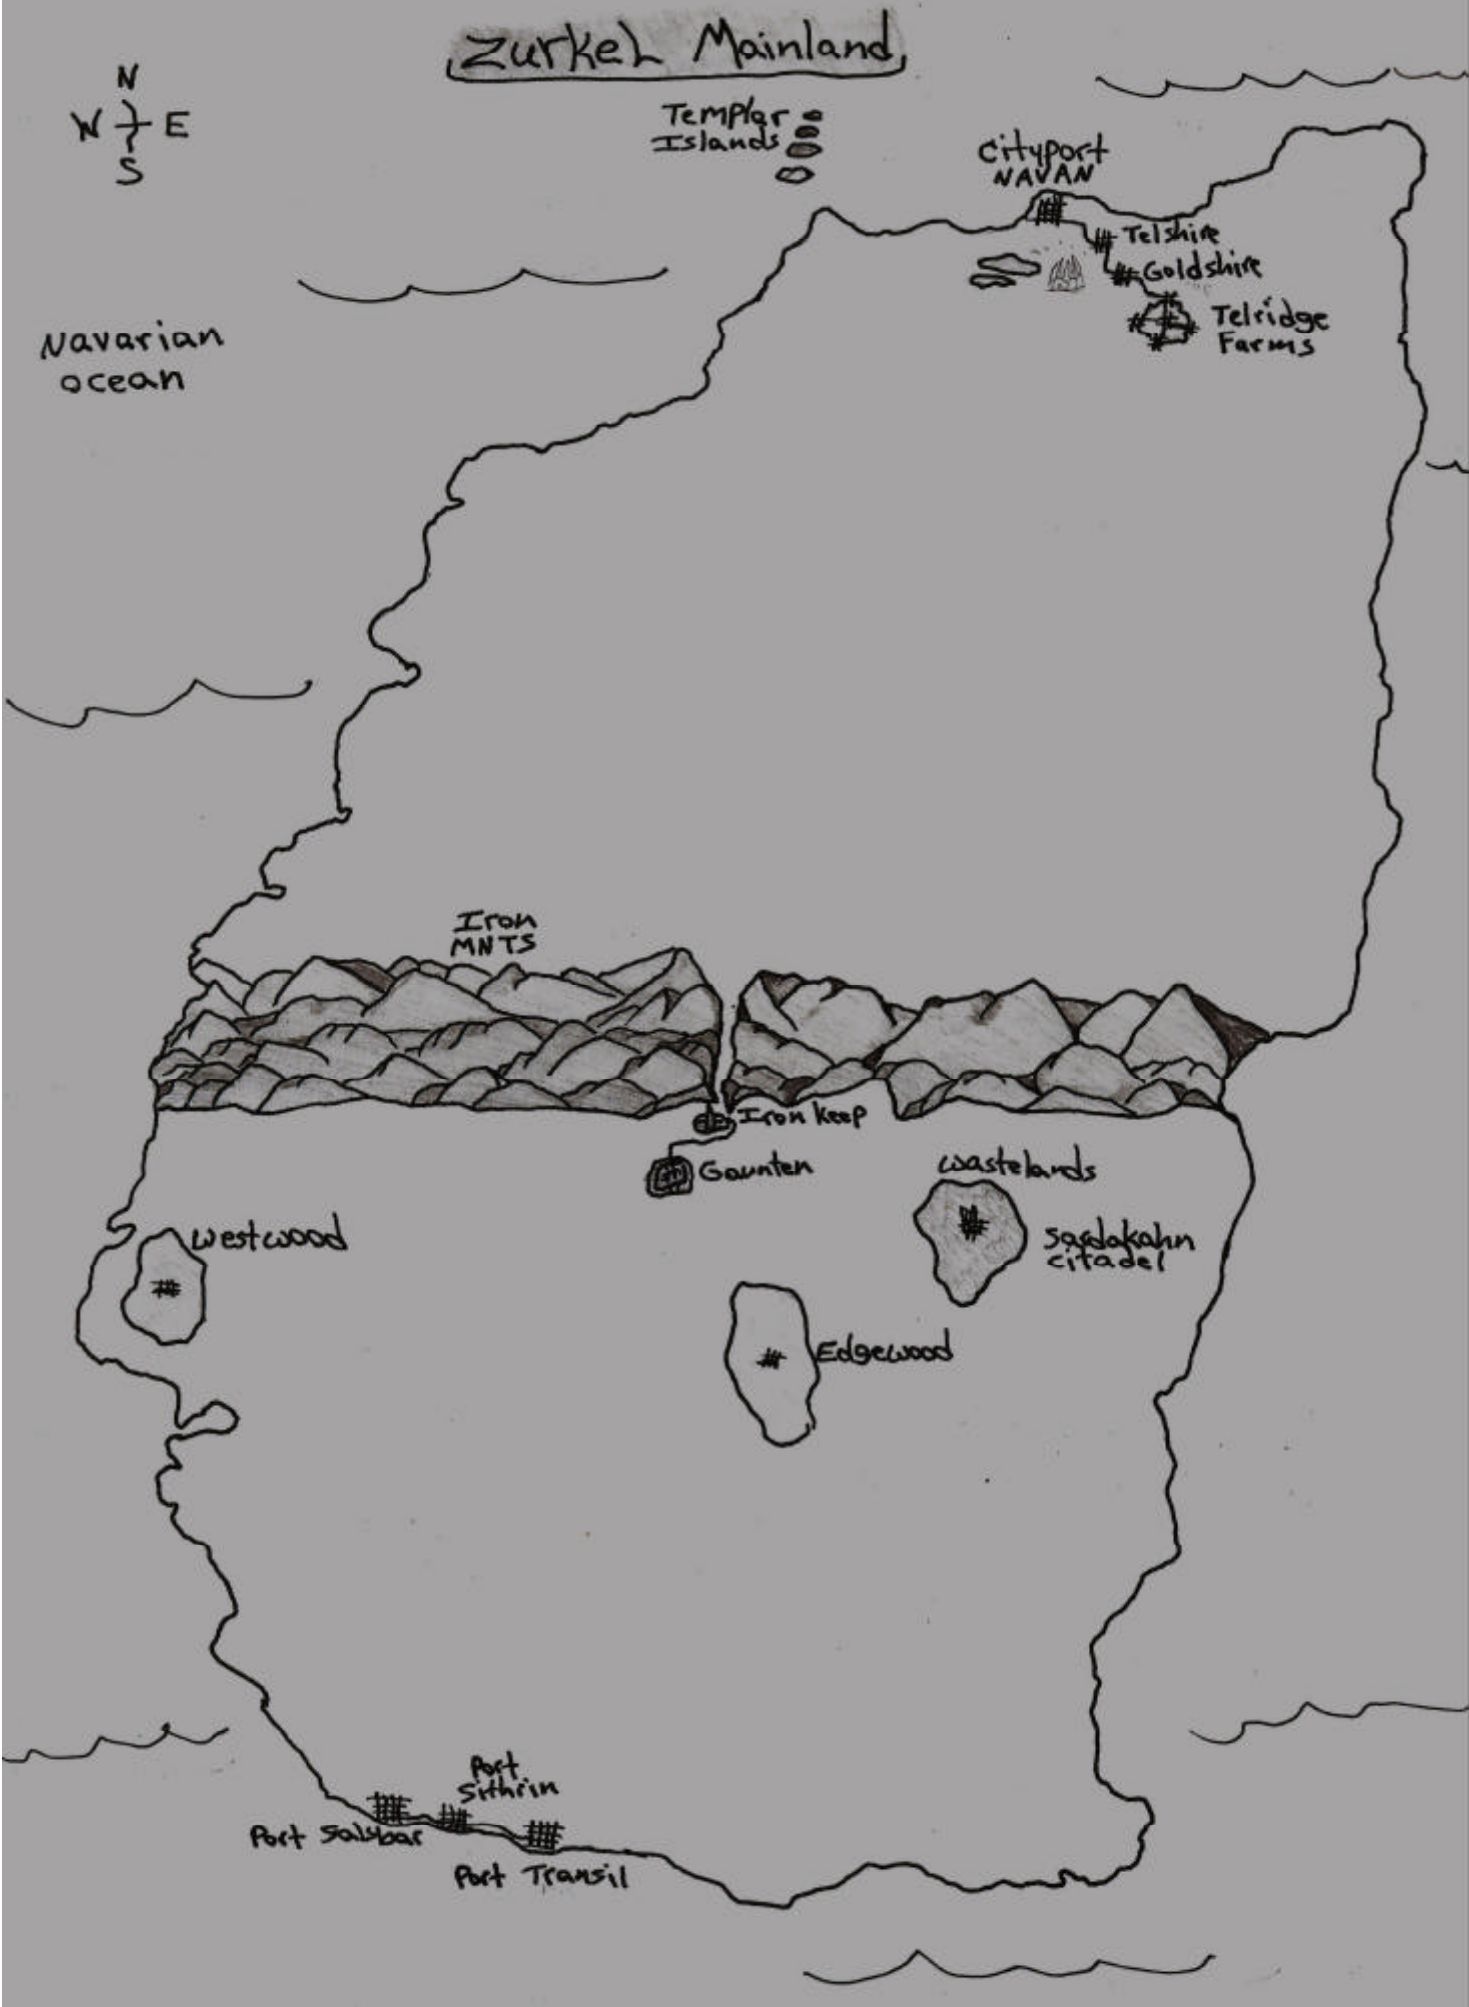 Zurkel Mainland
N
W E
S
Templar
Islands
Cityport
NAVAN
Telshire
Goldshire
Telridge
Farms
Navarian
ocean
Iron
MNTS
Iron keep
Gaunten
Wastelands
Sardakahn
citadel
Westwood
Edgewood
Port
Sithrin
Port Salybar
Port Transil